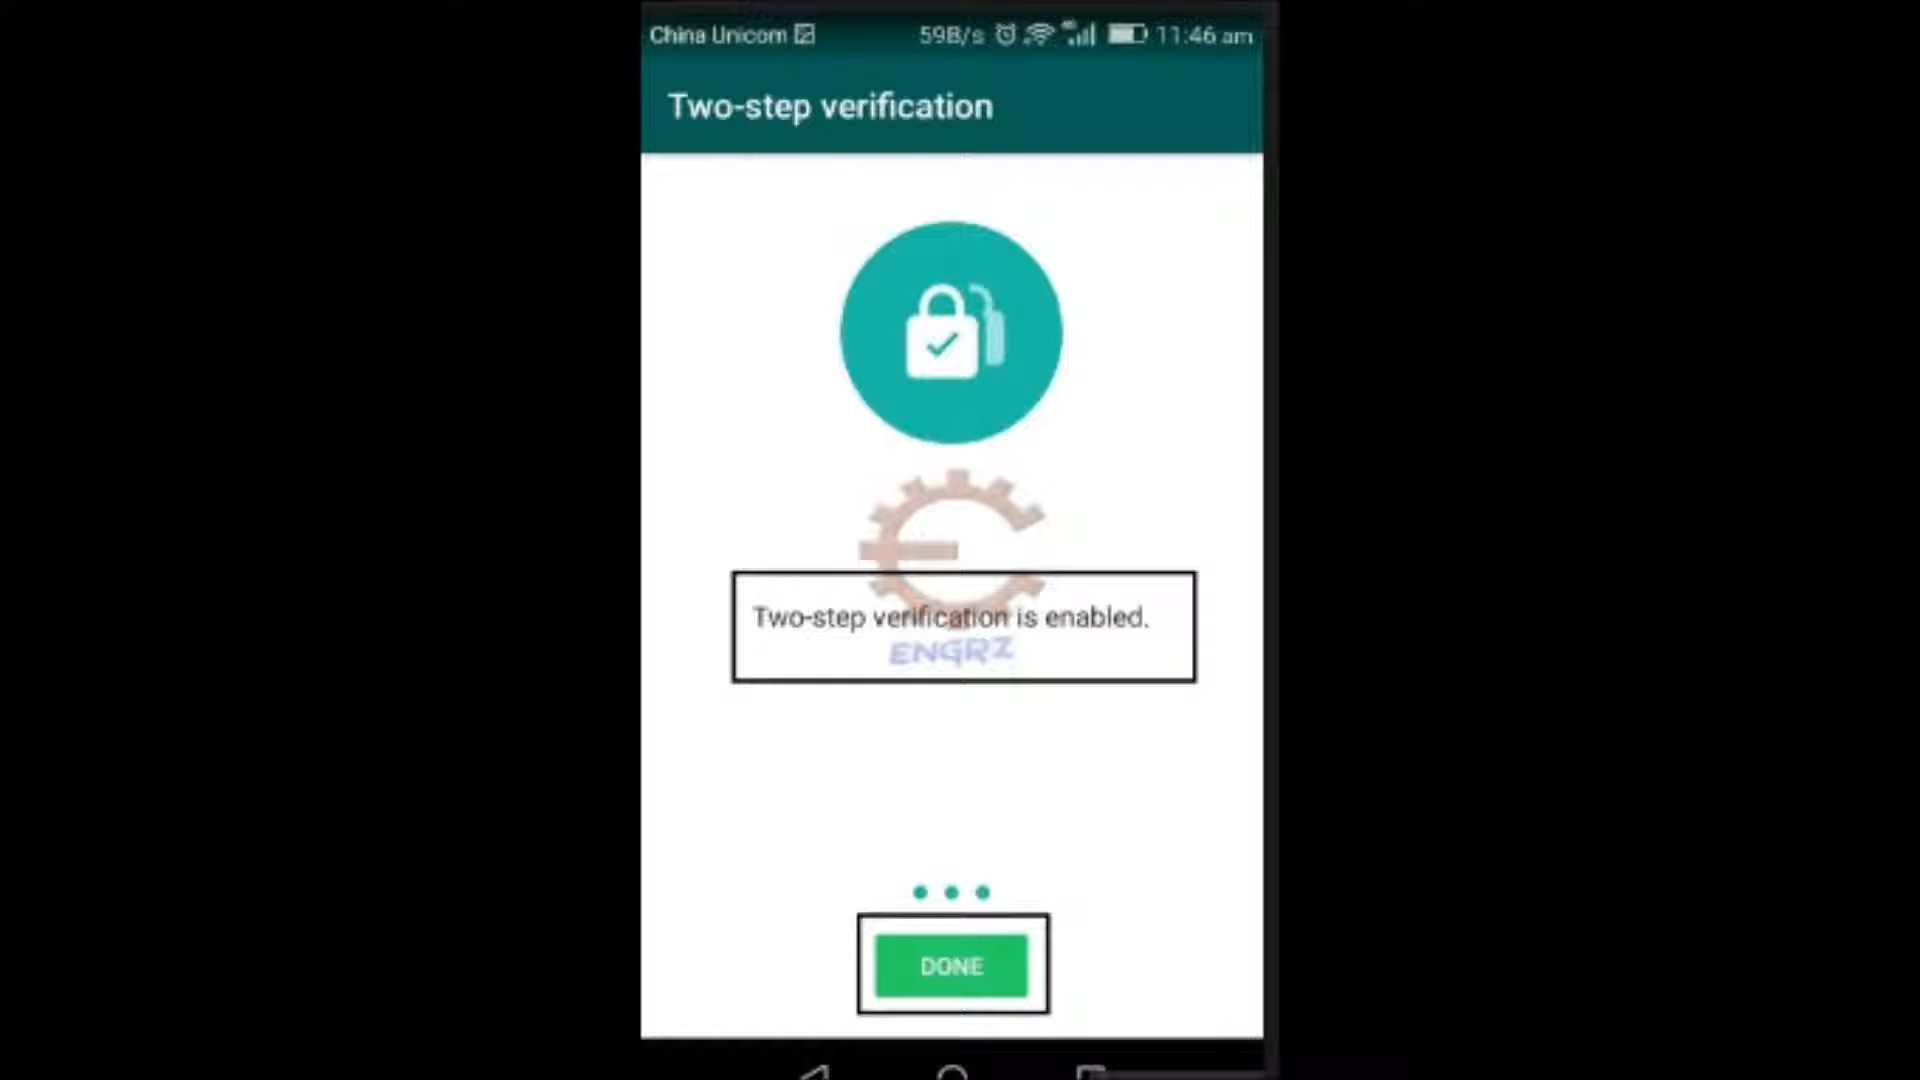 China Unicom 59B/s 11:46 am
Two-step verification
Two-step verification is enabled.
ENGRZ
DONE